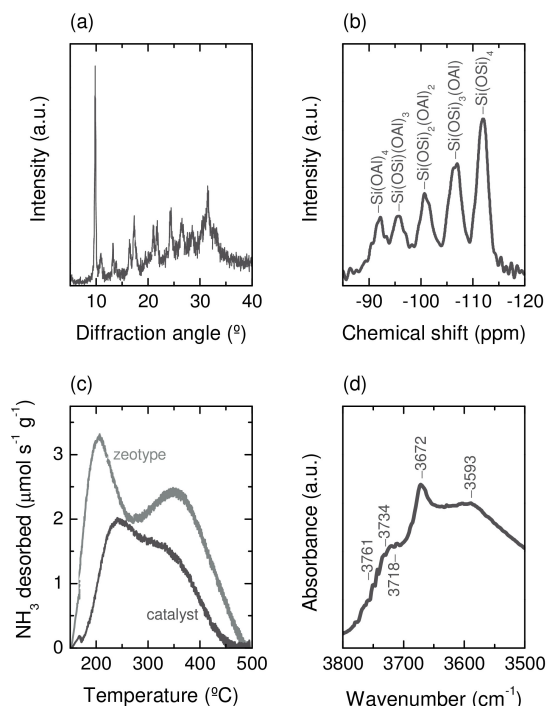 (a)
Intensity (a.u.)
10 20 30 40
Diffraction angle (º)
(b)
Intensity (a.u.)
Si(OAl)₄
Si(OSi)(OAl)₃
Si(OSi)₂(OAl)₂
Si(OSi)₃(OAl)
Si(OSi)₄
-90 -100 -110 -120
Chemical shift (ppm)
(c)
NH₃ desorbed (μmol s⁻¹ g⁻¹)
3
2
1
0
zeotype
catalyst
200 300 400 500
Temperature (ºC)
(d)
Absorbance (a.u.)
3761
3734
3718
3672
3593
3800 3700 3600 3500
Wavenumber (cm⁻¹)